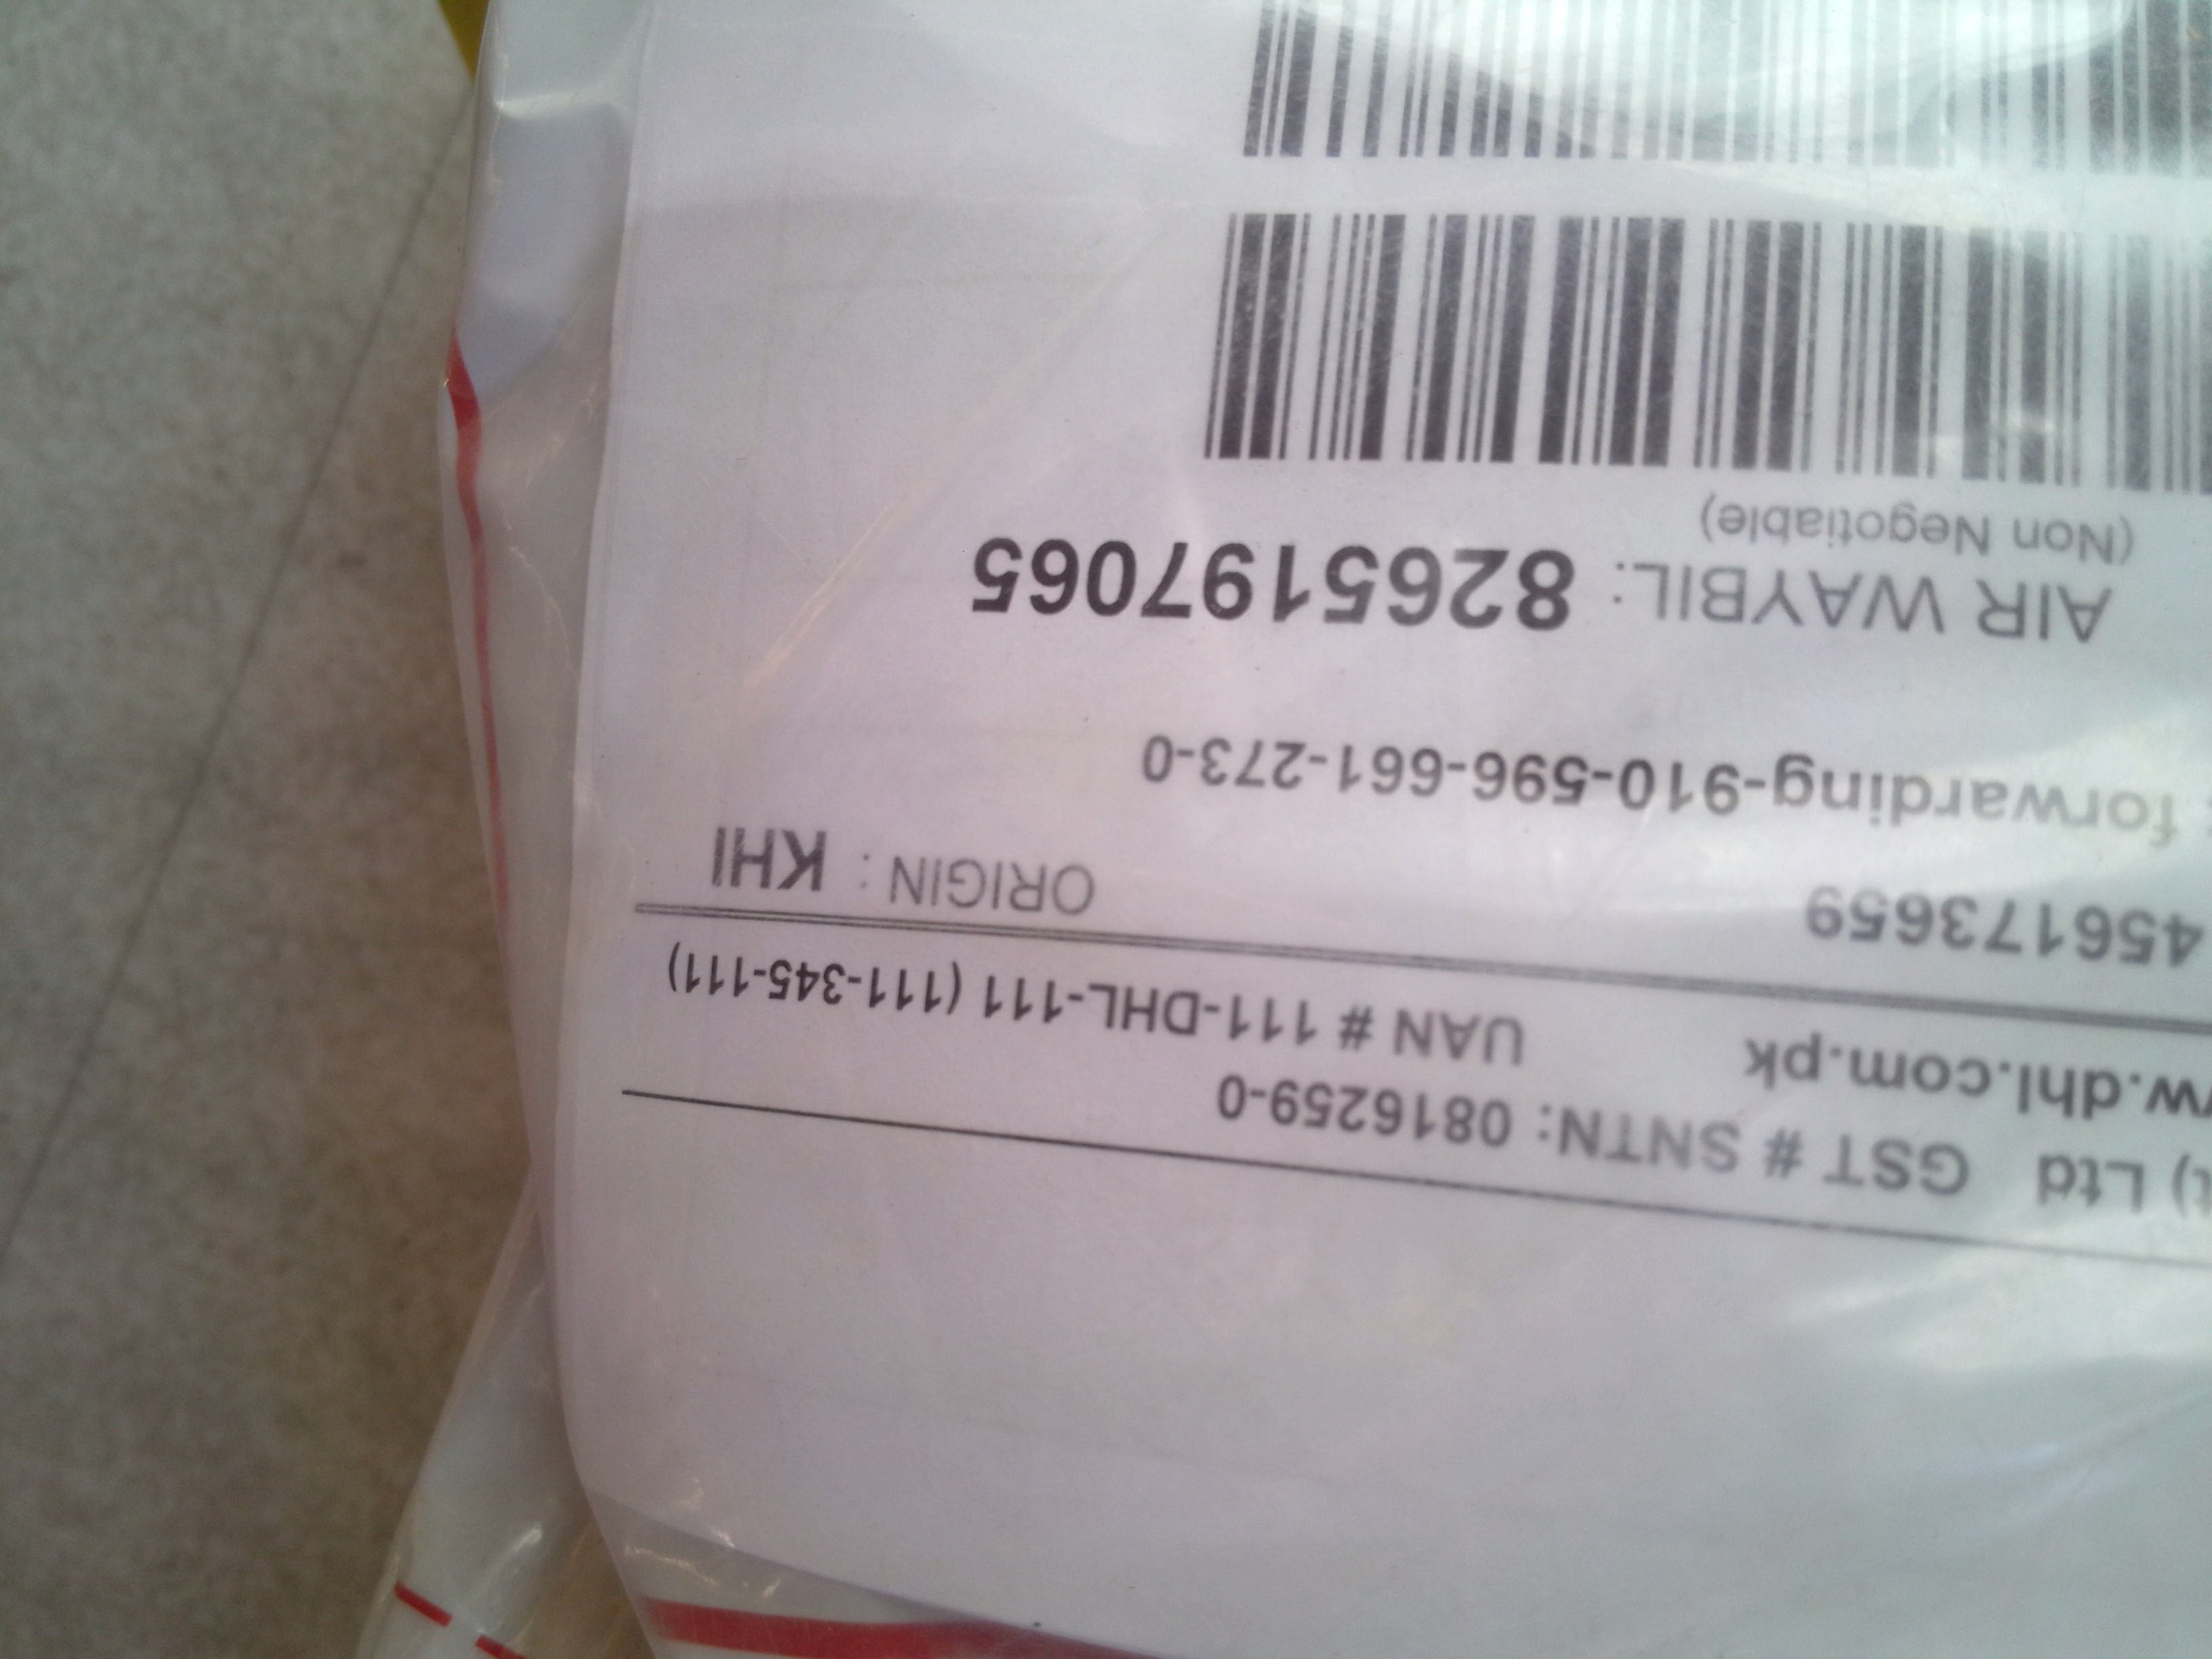 t) Ltd GST # SNTN: 0816259-0
w.dhl.com.pk UAN # 111-DHL-111 (111-345-111)
456173659 ORIGIN : KHI
forwarding-910-596-661-273-0
AIR WAYBIL: 8265197065
(Non Negotiable)